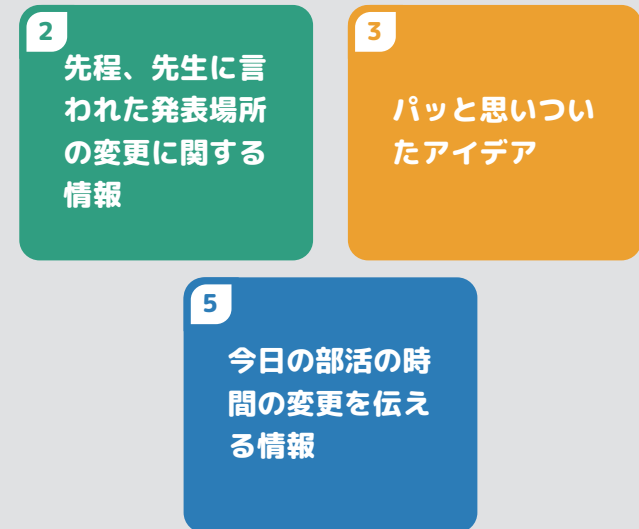 2
先程、先生に言
われた発表場所
の変更に関する
情報
3
パッと思いつい
たアイデア
5
今日の部活の時
間の変更を伝え
る情報